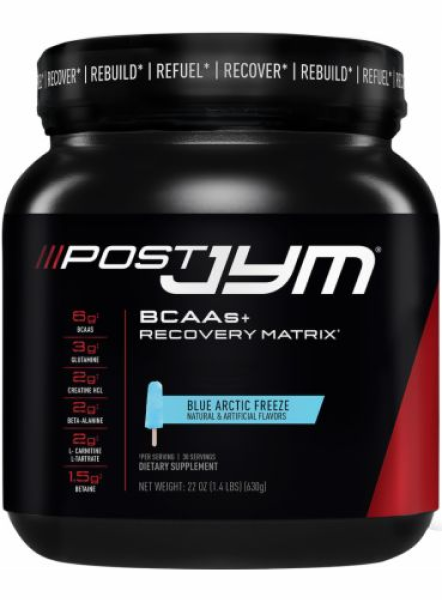 RECOVER* | REBUILD* | REFUEL* | RECOVER* | REBUILD* | REFUEL*
///POST JYM®
BCAAs+
RECOVERY MATRIX*
6g‡
BCAAS
3g‡
GLUTAMINE
2g‡
CREATINE HCL
2g‡
BETA-ALANINE
2g‡
L-CARNITINE
L-TARTRATE
1.5g‡
BETAINE
BLUE ARCTIC FREEZE
NATURAL & ARTIFICIAL FLAVORS
‡PER SERVING | 30 SERVINGS
DIETARY SUPPLEMENT
NET WEIGHT: 22 OZ (1.4 LBS) (630g)